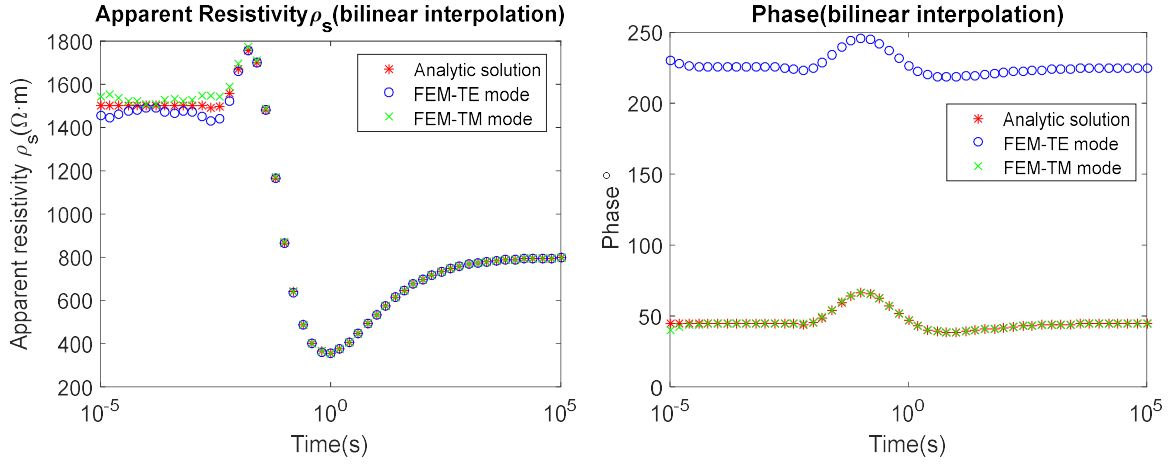 Apparent Resistivity ρs(bilinear interpolation)
1800
1600
1400
1200
1000
800
600
400
200
Apparent resistivity ρs(Ω·m)
Analytic solution
FEM-TE mode
FEM-TM mode
10-5
100
105
Time(s)
Phase(bilinear interpolation)
250
200
150
100
50
0
Phase°
Analytic solution
FEM-TE mode
FEM-TM mode
10-5
100
105
Time(s)